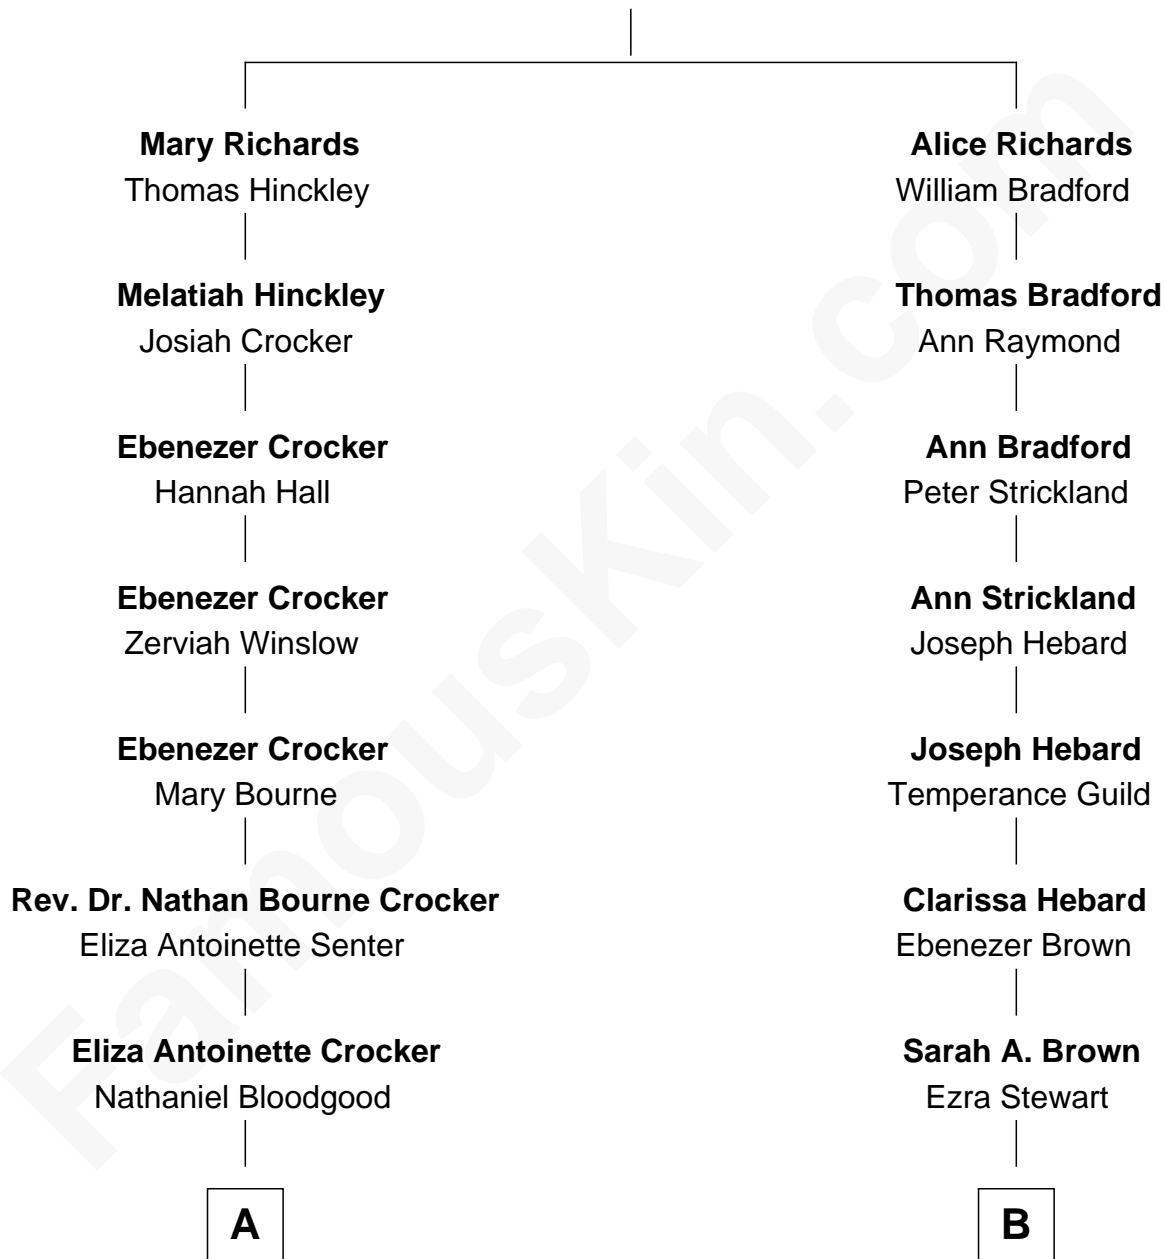 Mary Richards
Thomas Hinckley
Alice Richards
William Bradford
Melatiah Hinckley
Josiah Crocker
Thomas Bradford
Ann Raymond
Ebenezer Crocker
Hannah Hall
Ann Bradford
Peter Strickland
Ebenezer Crocker
Zerviah Winslow
Ann Strickland
Joseph Hebard
Ebenezer Crocker
Mary Bourne
Joseph Hebard
Temperance Guild
Rev. Dr. Nathan Bourne Crocker
Eliza Antoinette Senter
Clarissa Hebard
Ebenezer Brown
Eliza Antoinette Crocker
Nathaniel Bloodgood
Sarah A. Brown
Ezra Stewart
A
B
FamousKin.com